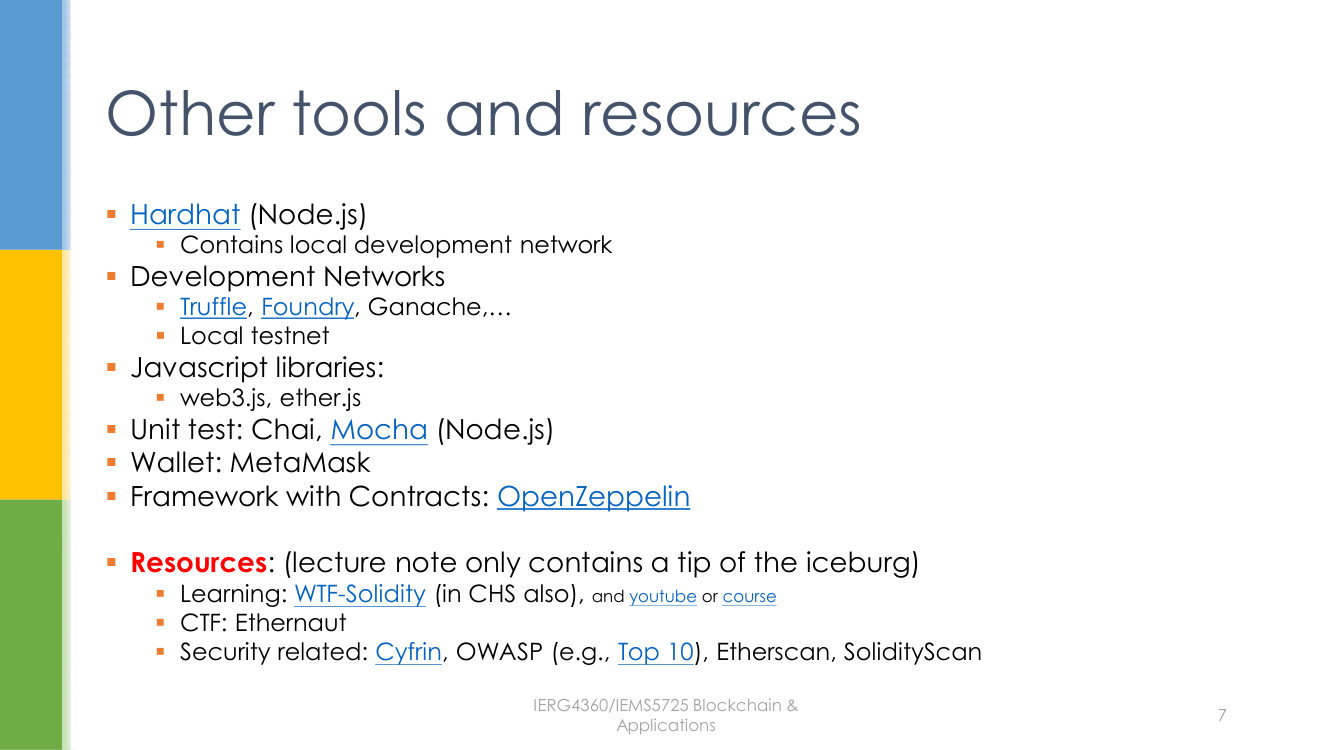 Other tools and resources
Hardhat (Node.js)
Contains local development network
Development Networks
Truffle, Foundry, Ganache,…
Local testnet
Javascript libraries:
web3.js, ether.js
Unit test: Chai, Mocha (Node.js)
Wallet: MetaMask
Framework with Contracts: OpenZeppelin
Resources: (lecture note only contains a tip of the iceburg)
Learning: WTF-Solidity (in CHS also), and youtube or course
CTF: Ethernaut
Security related: Cyfrin, OWASP (e.g., Top 10), Etherscan, SolidityScan
IERG4360/IEMS5725 Blockchain &
Applications
7